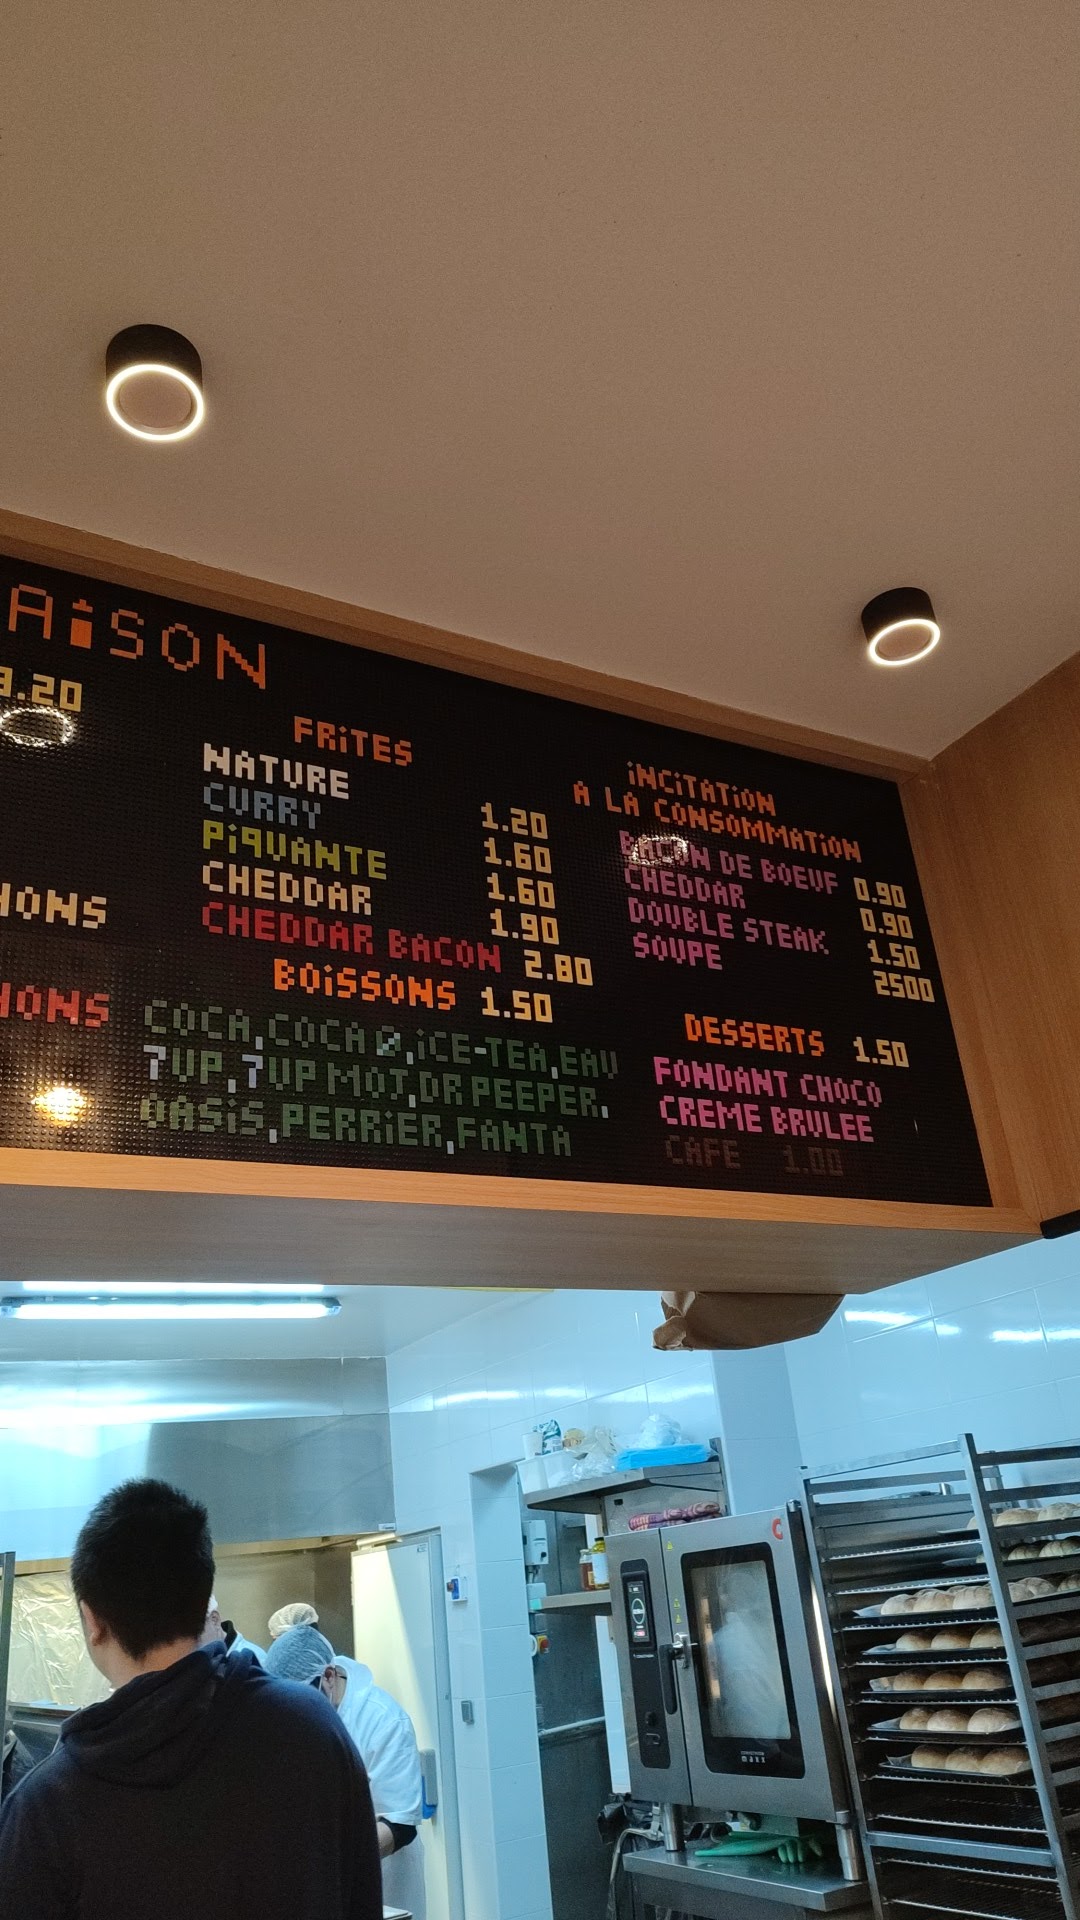 AiSON
9.20
HONS
HONS
FRiTES
NATURE
CURRY 1.20
PiQUANTE 1.60
CHEDDAR 1.60
CHEDDAR BACON 1.90
2.80
BOiSSONS 1.50
COCA,COCA 0,iCE-TEA,EAU
7UP,7UP MOJ,DR PEEPER,
OASiS,PERRiER,FANTA
iNCiTATiON
A LA CONSOMMATiON
BACON DE BOEUF 0.90
CHEDDAR 0.90
DOUBLE STEAK 1.50
SOUPE 2500
DESSERTS 1.50
FONDANT CHOCO
CREME BRULEE
CAFE 1.00